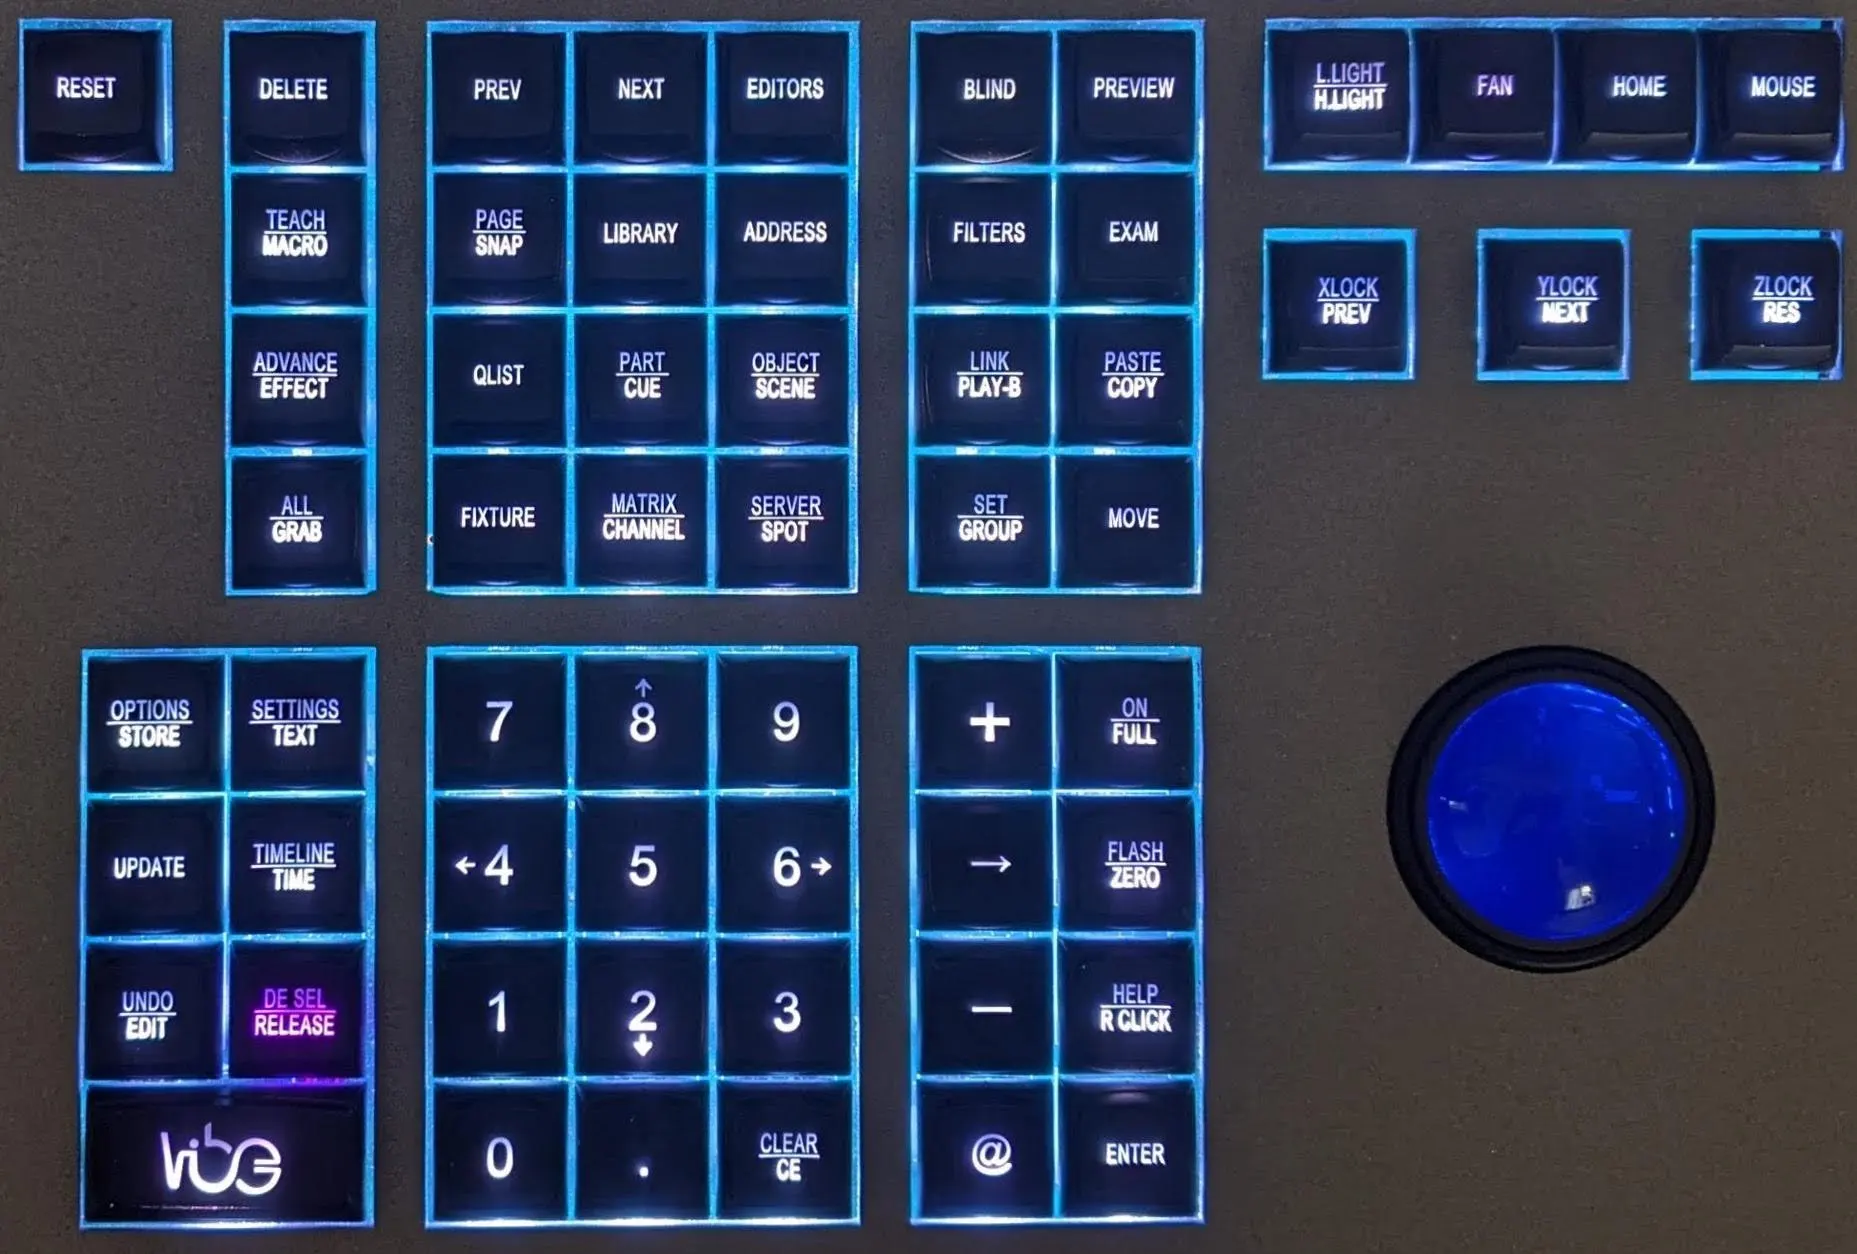 RESET
DELETE
PREV
NEXT
EDITORS
BLIND
PREVIEW
L.LIGHT
H.LIGHT
FAN
HOME
MOUSE
TEACH
MACRO
PAGE
SNAP
LIBRARY
ADDRESS
FILTERS
EXAM
XLOCK
PREV
YLOCK
NEXT
ZLOCK
RES
ADVANCE
EFFECT
QLIST
PART
CUE
OBJECT
SCENE
LINK
PLAY-B
PASTE
COPY
ALL
GRAB
FIXTURE
MATRIX
CHANNEL
SERVER
SPOT
SET
GROUP
MOVE
OPTIONS
STORE
SETTINGS
TEXT
7
↑
8
9
+
ON
FULL
UPDATE
TIMELINE
TIME
←4
5
6→
→
FLASH
ZERO
UNDO
EDIT
DE SEL
RELEASE
1
2
↓
3
−
HELP
R CLICK
vibe
0
.
CLEAR
CE
@
ENTER